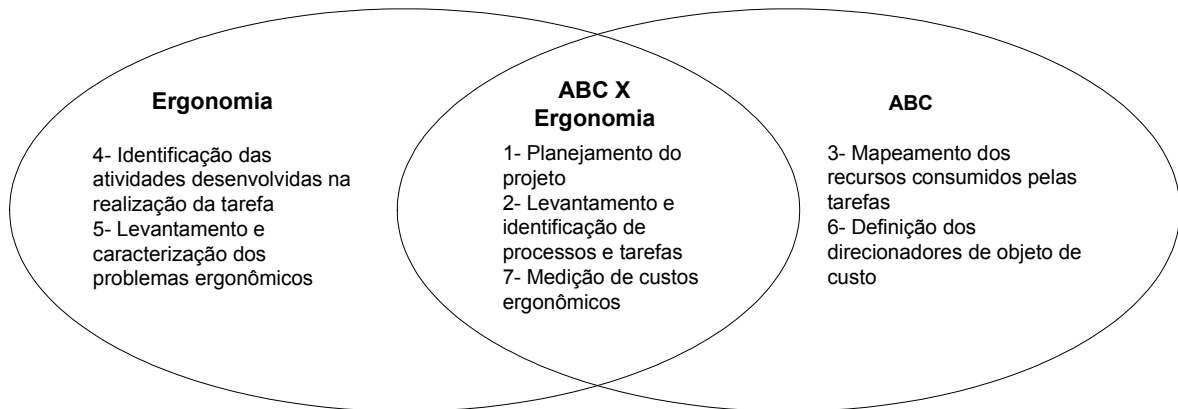 Ergonomia
4- Identificação das
atividades desenvolvidas na
realização da tarefa
5- Levantamento e
caracterização dos
problemas ergonômicos
ABC X
Ergonomia
1- Planejamento do
projeto
2- Levantamento e
identificação de
processos e tarefas
7- Medição de custos
ergonômicos
ABC
3- Mapeamento dos
recursos consumidos pelas
tarefas
6- Definição dos
direcionadores de objeto de
custo